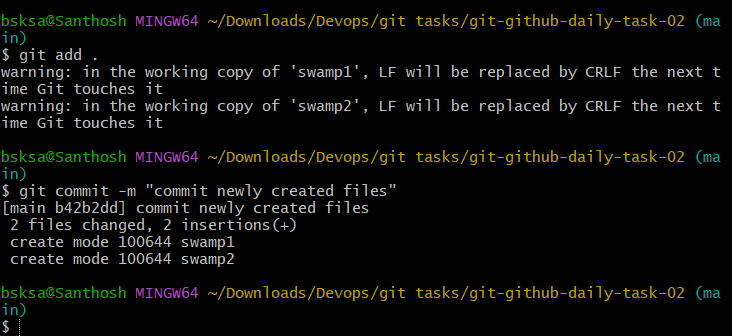 bsksa@Santhosh MINGW64 ~/Downloads/Devops/git tasks/git-github-daily-task-02 (ma
in)
$ git add .
warning: in the working copy of 'swamp1', LF will be replaced by CRLF the next t
ime Git touches it
warning: in the working copy of 'swamp2', LF will be replaced by CRLF the next t
ime Git touches it
bsksa@Santhosh MINGW64 ~/Downloads/Devops/git tasks/git-github-daily-task-02 (ma
in)
$ git commit -m "commit newly created files"
[main b42b2dd] commit newly created files
 2 files changed, 2 insertions(+)
 create mode 100644 swamp1
 create mode 100644 swamp2
bsksa@Santhosh MINGW64 ~/Downloads/Devops/git tasks/git-github-daily-task-02 (ma
in)
$